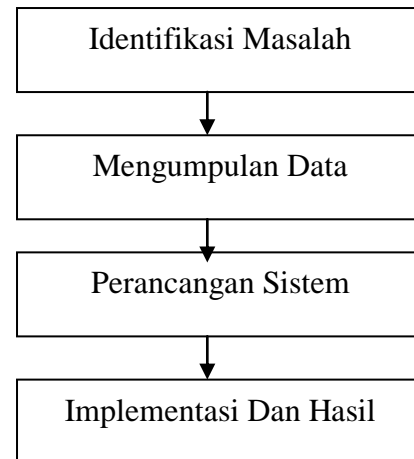 Identifikasi Masalah
Mengumpulan Data
Perancangan Sistem
Implementasi Dan Hasil